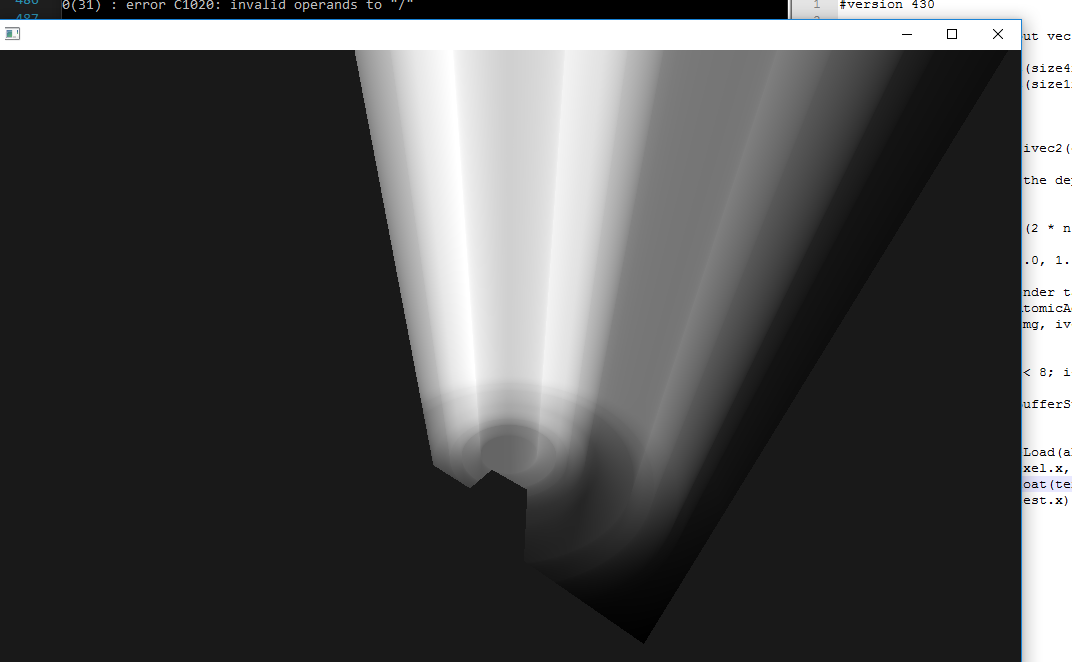 486
0(31) : error C1020: invalid operands to "/"
487
1
#version 430
ut vec
(size4
(size1
ivec2(
the de
(2 * n
.0, 1.
nder t
tomicA
mg, iv
< 8; i
ufferS
Load(a
xel.x,
oat(te
est.x)